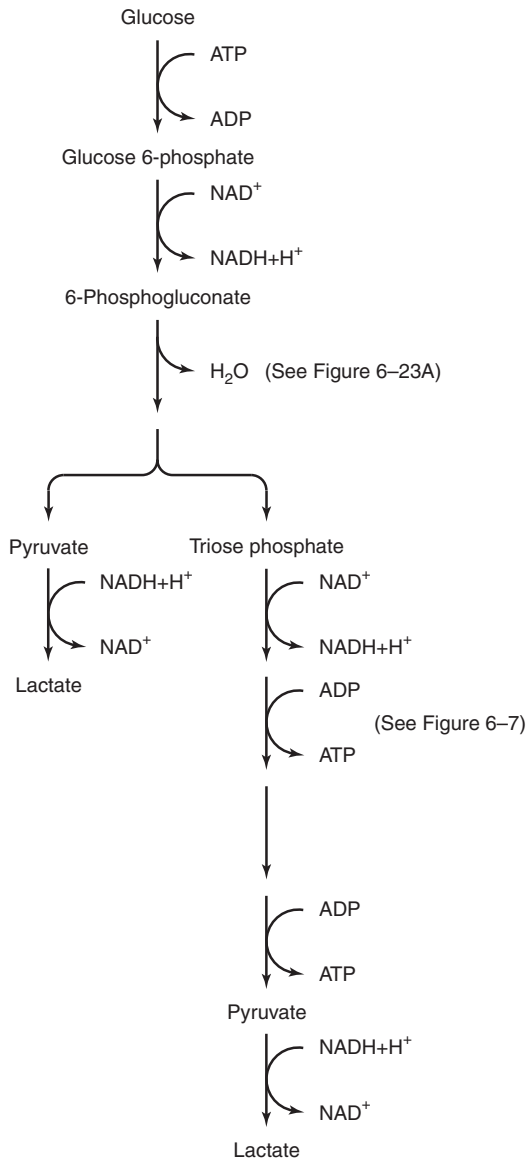 Glucose
ATP
ADP
Glucose 6-phosphate
NAD⁺
NADH+H⁺
6-Phosphogluconate
H₂O (See Figure 6–23A)
Pyruvate
Triose phosphate
NADH+H⁺
NAD⁺
NAD⁺
NADH+H⁺
Lactate
ADP
(See Figure 6–7)
ATP
ADP
ATP
Pyruvate
NADH+H⁺
NAD⁺
Lactate